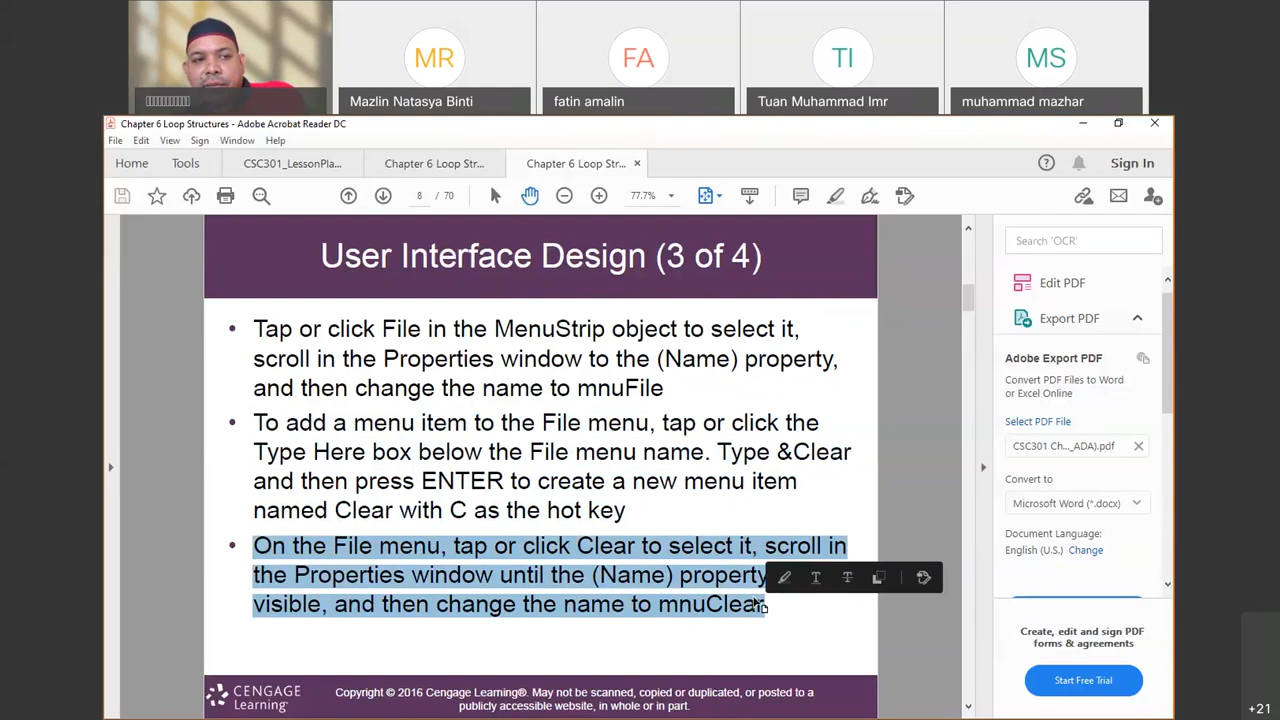 MR
FA
TI
MS
Mazlin Natasya Binti
fatin amalin
Tuan Muhammad Imr
muhammad mazhar
Chapter 6 Loop Structures - Adobe Acrobat Reader DC
File Edit View Sign Window Help
Home Tools CSC301_LessonPla... Chapter 6 Loop Str... Chapter 6 Loop Str... × Sign In
8 / 70 77.7%
User Interface Design (3 of 4)
• Tap or click File in the MenuStrip object to select it,
scroll in the Properties window to the (Name) property,
and then change the name to mnuFile
• To add a menu item to the File menu, tap or click the
Type Here box below the File menu name. Type &Clear
and then press ENTER to create a new menu item
named Clear with C as the hot key
• On the File menu, tap or click Clear to select it, scroll in
the Properties window until the (Name) property
visible, and then change the name to mnuClear
CENGAGE
Learning™
Copyright © 2016 Cengage Learning®. May not be scanned, copied or duplicated, or posted to a
publicly accessible website, in whole or in part.
Search 'OCR'
Edit PDF
Export PDF
Adobe Export PDF
Convert PDF Files to Word
or Excel Online
Select PDF File
CSC301 Ch..._ADA).pdf
Convert to
Microsoft Word (*.docx)
Document Language:
English (U.S.) Change
Create, edit and sign PDF
forms & agreements
Start Free Trial
+21